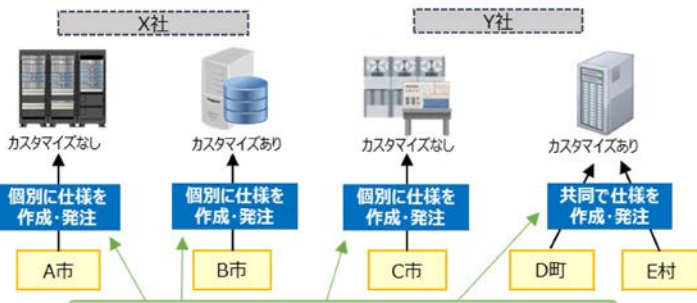 X社
Y社
カスタマイズなし
カスタマイズあり
カスタマイズなし
カスタマイズあり
個別に仕様を
作成・発注
個別に仕様を
作成・発注
個別に仕様を
作成・発注
共同で仕様を
作成・発注
A市
B市
C市
D町
E村